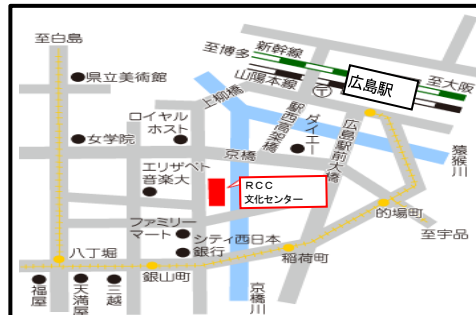 至白島
県立美術館
女学院
ロイヤル
ホスト
エリザベト
音楽大
ファミリー
マート
シティ西日本
銀行
八丁堀
福屋
天満屋
三越
銀山町
京橋川
稲荷町
的場町
至宇品
猿猴川
上柳橋
京橋
駅西高架橋
ダイエー
広島駅前大橋
至博多
新幹線
山陽本線
〒
広島駅
至大阪
RCC
文化センター